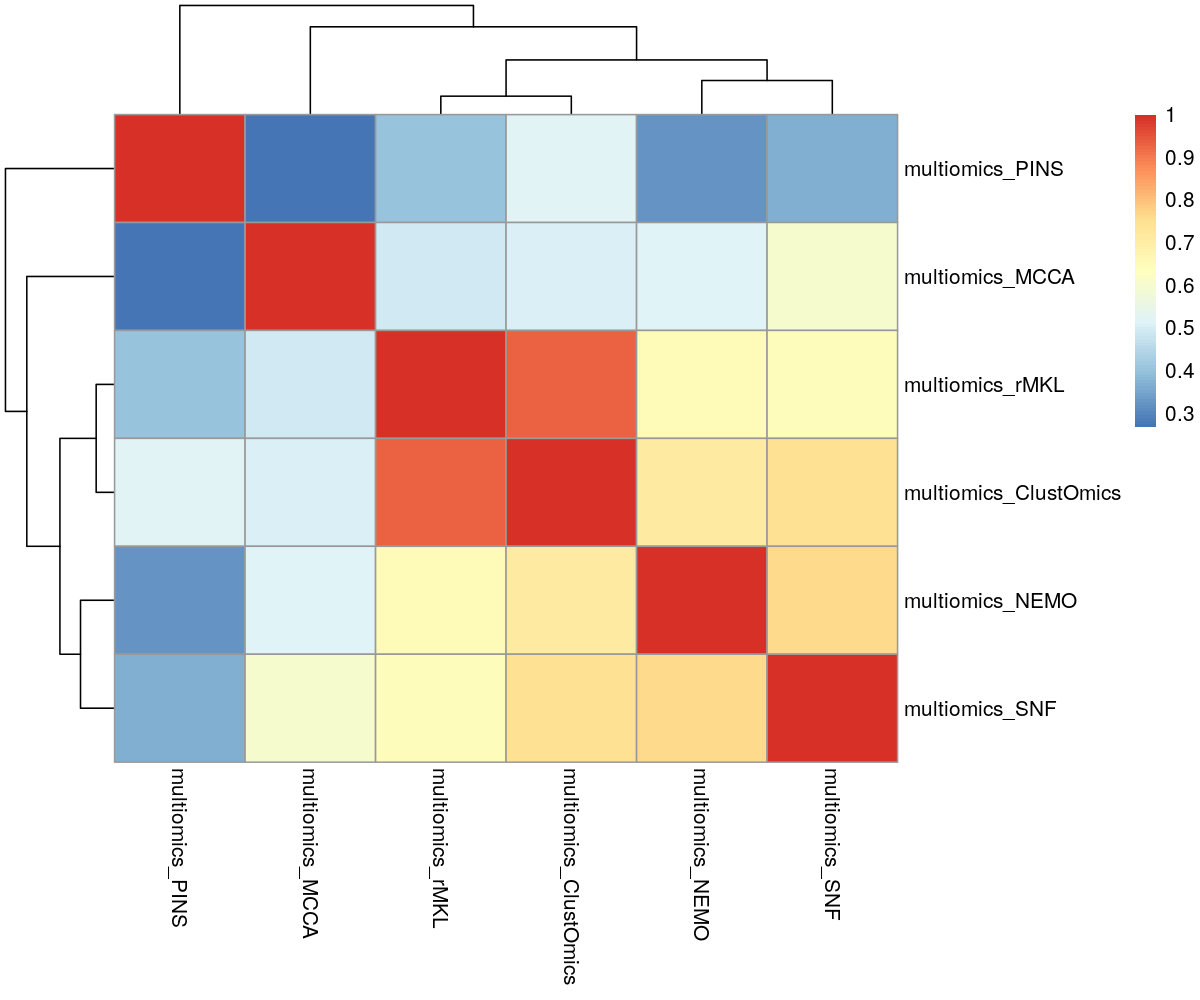 1
0.9
0.8
0.7
0.6
0.5
0.4
0.3
multiomics_PINS
multiomics_MCCA
multiomics_rMKL
multiomics_ClustOmics
multiomics_NEMO
multiomics_SNF
multiomics_PINS
multiomics_MCCA
multiomics_rMKL
multiomics_ClustOmics
multiomics_NEMO
multiomics_SNF